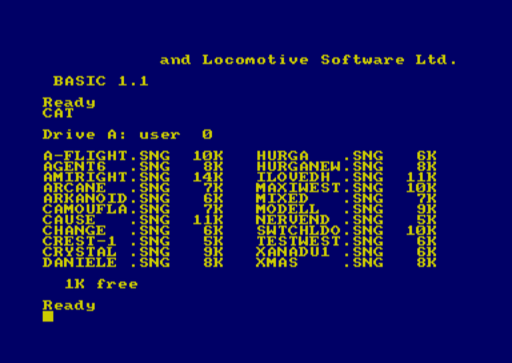 and Locomotive Software Ltd.
BASIC 1.1
Ready
CAT
Drive A: user  0
A-FLIGHT.SNG  10K   HURGA   .SNG   6K
AGENT6  .SNG   8K   HURGANEW.SNG   8K
AMIRIGHT.SNG  14K   ILOVEDH .SNG  11K
ARCANE  .SNG   7K   MAXIWEST.SNG  10K
ARKANOID.SNG   6K   MIXED   .SNG   7K
CAMOUFLA.SNG   7K   MODELL  .SNG   9K
CAUSE   .SNG  11K   NERVEND .SNG   5K
CHANGE  .SNG   6K   SWTCHLDO.SNG  10K
CREST-1 .SNG   5K   TESTWEST.SNG   6K
CRYSTAL .SNG   9K   XANADU1 .SNG   6K
DANIELE .SNG   8K   XMAS    .SNG   8K
1K free
Ready